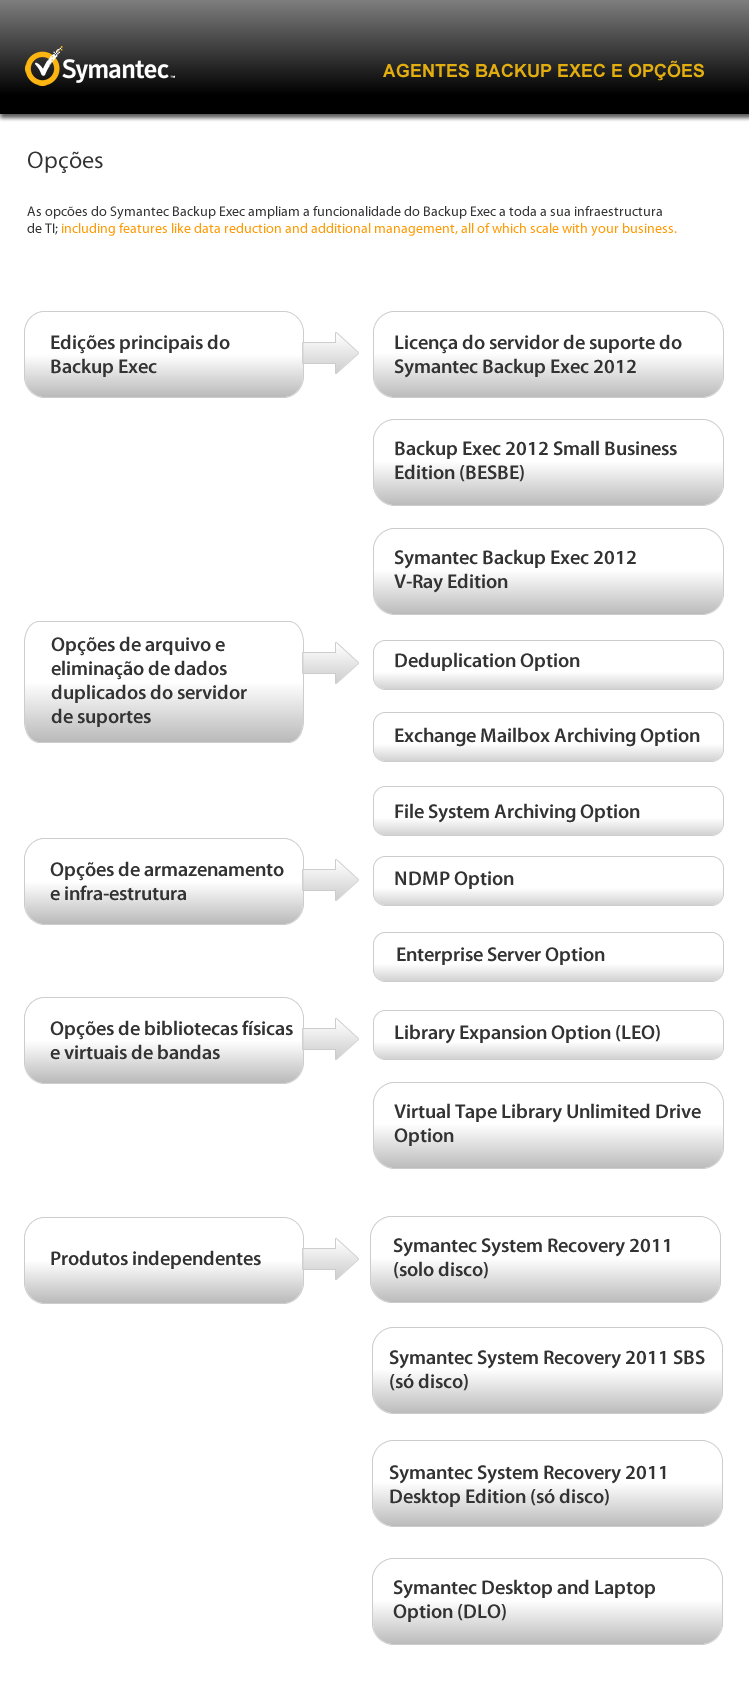 Symantec™
AGENTES BACKUP EXEC E OPÇÕES
Opções
As opcões do Symantec Backup Exec ampliam a funcionalidade do Backup Exec a toda a sua infraestructura
de TI; including features like data reduction and additional management, all of which scale with your business.
Edições principais do
Backup Exec
Licença do servidor de suporte do
Symantec Backup Exec 2012
Backup Exec 2012 Small Business
Edition (BESBE)
Symantec Backup Exec 2012
V-Ray Edition
Opções de arquivo e
eliminação de dados
duplicados do servidor
de suportes
Deduplication Option
Exchange Mailbox Archiving Option
File System Archiving Option
Opções de armazenamento
e infra-estrutura
NDMP Option
Enterprise Server Option
Opções de bibliotecas físicas
e virtuais de bandas
Library Expansion Option (LEO)
Virtual Tape Library Unlimited Drive
Option
Produtos independentes
Symantec System Recovery 2011
(solo disco)
Symantec System Recovery 2011 SBS
(só disco)
Symantec System Recovery 2011
Desktop Edition (só disco)
Symantec Desktop and Laptop
Option (DLO)